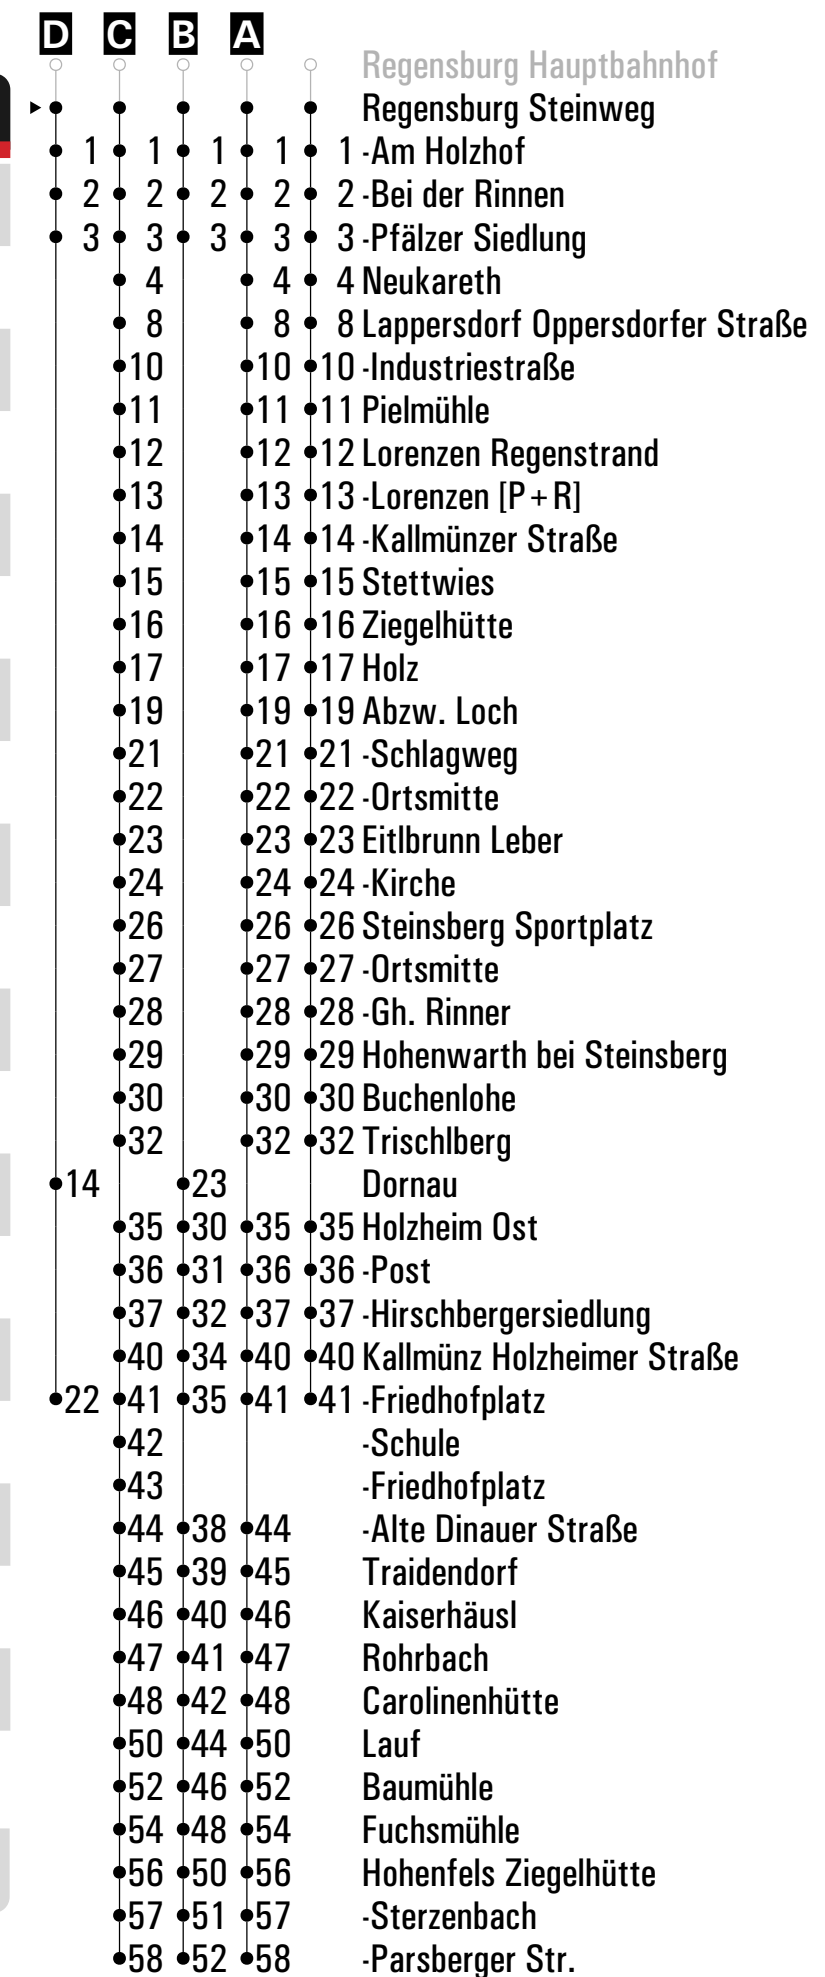 D C B A
Regensburg Hauptbahnhof
Regensburg Steinweg
1 1 1 1 1 -Am Holzhof
2 2 2 2 2 -Bei der Rinnen
3 3 3 3 3 -Pfälzer Siedlung
4 4 4 Neukareth
8 8 8 Lappersdorf Oppersdorfer Straße
10 10 10 -Industriestraße
11 11 11 Pielmühle
12 12 12 Lorenzen Regenstrand
13 13 13 -Lorenzen [P+R]
14 14 14 -Kallmünzer Straße
15 15 15 Stettwies
16 16 16 Ziegelhütte
17 17 17 Holz
19 19 19 Abzw. Loch
21 21 21 -Schlagweg
22 22 22 -Ortsmitte
23 23 23 Eitlbrunn Leber
24 24 24 -Kirche
26 26 26 Steinsberg Sportplatz
27 27 27 -Ortsmitte
28 28 28 -Gh. Rinner
29 29 29 Hohenwarth bei Steinsberg
30 30 30 Buchenlohe
32 32 32 Trischlberg
14 23 Dornau
35 30 35 35 Holzheim Ost
36 31 36 36 -Post
37 32 37 37 -Hirschbergersiedlung
40 34 40 40 Kallmünz Holzheimer Straße
22 41 35 41 41 -Friedhofplatz
42 -Schule
43 -Friedhofplatz
44 38 44 -Alte Dinauer Straße
45 39 45 Traidendorf
46 40 46 Kaiserhäusl
47 41 47 Rohrbach
48 42 48 Carolinenhütte
50 44 50 Lauf
52 46 52 Baumühle
54 48 54 Fuchsmühle
56 50 56 Hohenfels Ziegelhütte
57 51 57 -Sterzenbach
58 52 58 -Parsberger Str.